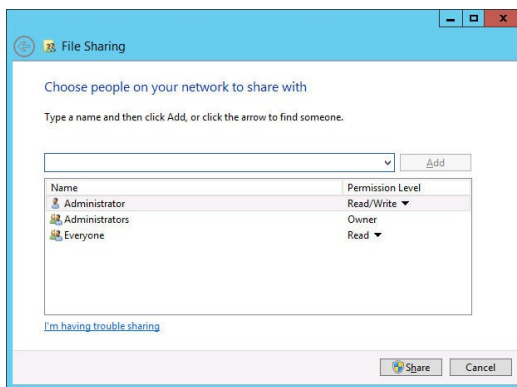 File Sharing
Choose people on your network to share with
Type a name and then click Add, or click the arrow to find someone.
Add
Name Permission Level
Administrator Read/Write
Administrators Owner
Everyone Read
I'm having trouble sharing
Share Cancel